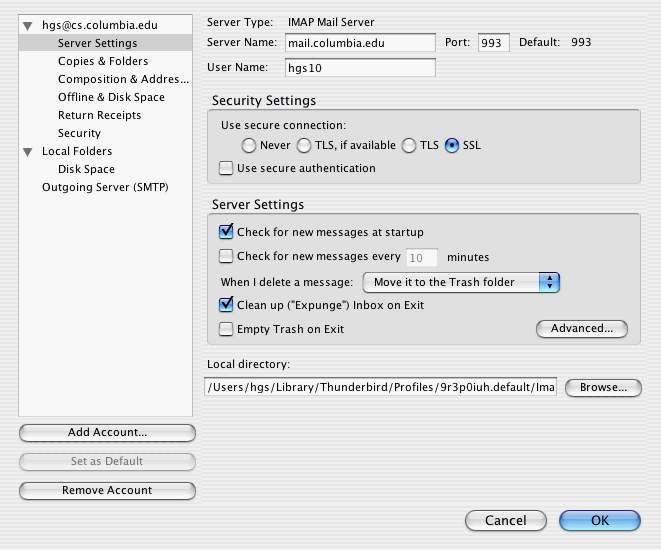 hgs@cs.columbia.edu
Server Settings
Copies & Folders
Composition & Addres...
Offline & Disk Space
Return Receipts
Security
Local Folders
Disk Space
Outgoing Server (SMTP)
Add Account...
Set as Default
Remove Account
Server Type: IMAP Mail Server
Server Name: mail.columbia.edu Port: 993 Default: 993
User Name: hgs10
Security Settings
Use secure connection:
Never TLS, if available TLS SSL
Use secure authentication
Server Settings
Check for new messages at startup
Check for new messages every 10 minutes
When I delete a message: Move it to the Trash folder
Clean up ("Expunge") Inbox on Exit
Empty Trash on Exit Advanced...
Local directory:
/Users/hgs/Library/Thunderbird/Profiles/9r3p0iuh.default/Ima Browse...
Cancel OK